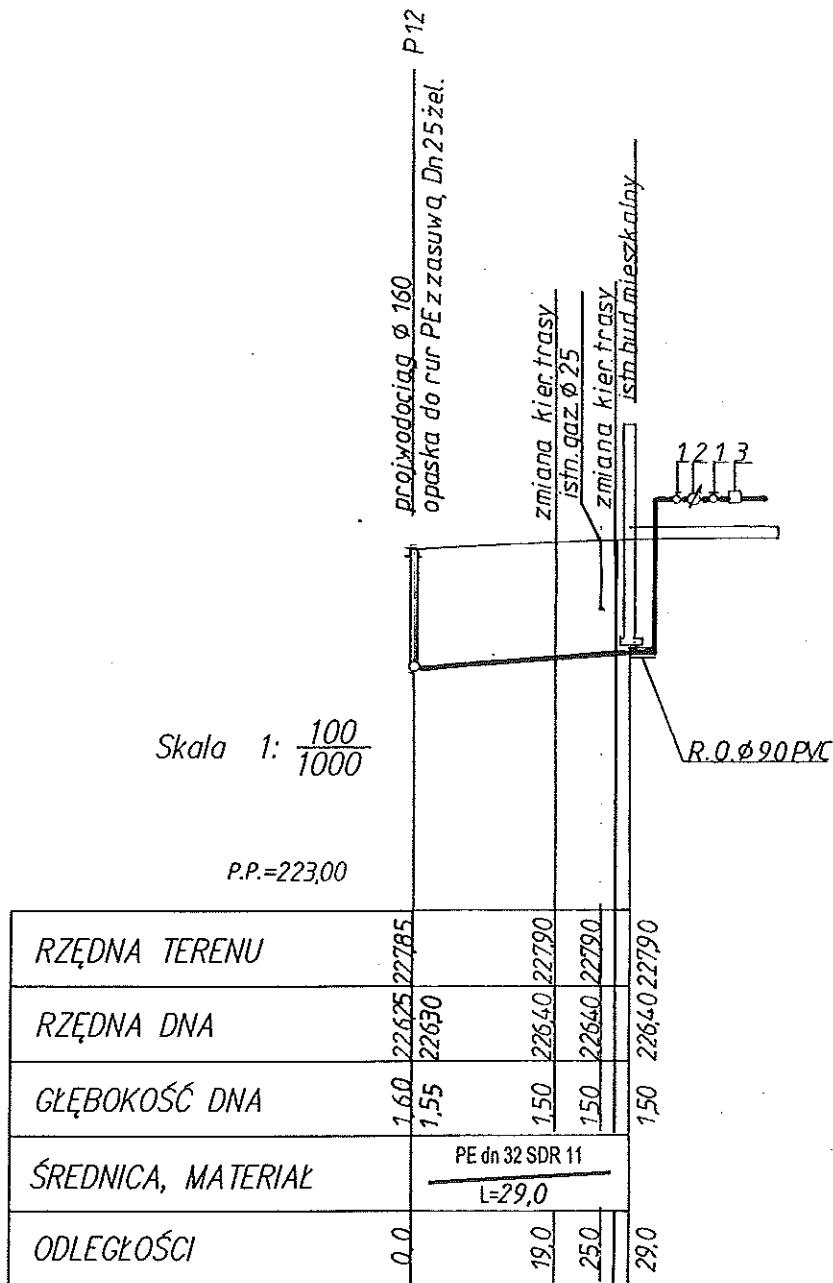 P12
proj.wodociąg ø 160
opaska do rur PE z zasuwą Dn25 żel.
zmiana kier. trasy
istn. gaz ø 25
zmiana kier. trasy
istn. bud. mieszkalny
1 2 1 3
R.O.ø90PVC
Skala 1: 100
1000
P.P.=223,00
RZĘDNA TERENU 227,85 227,90 227,90 227,90
RZĘDNA DNA 226,25 226,30 226,40 226,40 226,40
GŁĘBOKOŚĆ DNA 1,60 1,55 1,50 1,50 1,50
ŚREDNICA, MATERIAŁ PE dn 32 SDR 11
L=29,0
ODLEGŁOŚCI 0,0 19,0 25,0 29,0